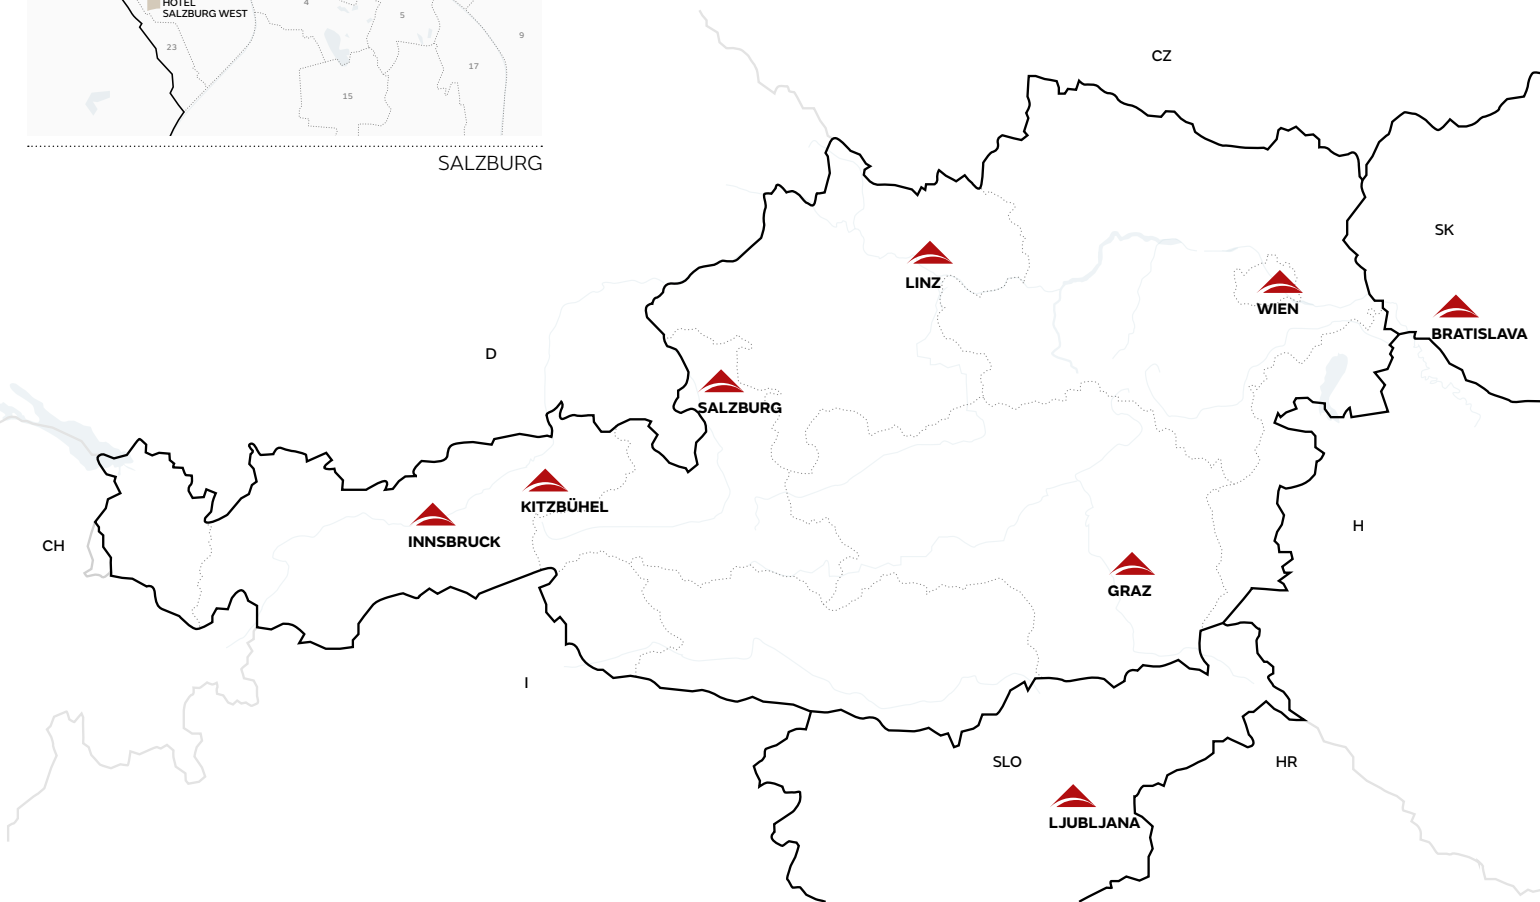 HOTEL
SALZBURG WEST
4
5
9
23
17
15
SALZBURG
CZ
SK
LINZ
WIEN
BRATISLAVA
D
SALZBURG
KITZBÜHEL
INNSBRUCK
CH
H
GRAZ
I
SLO
HR
LJUBLJANA